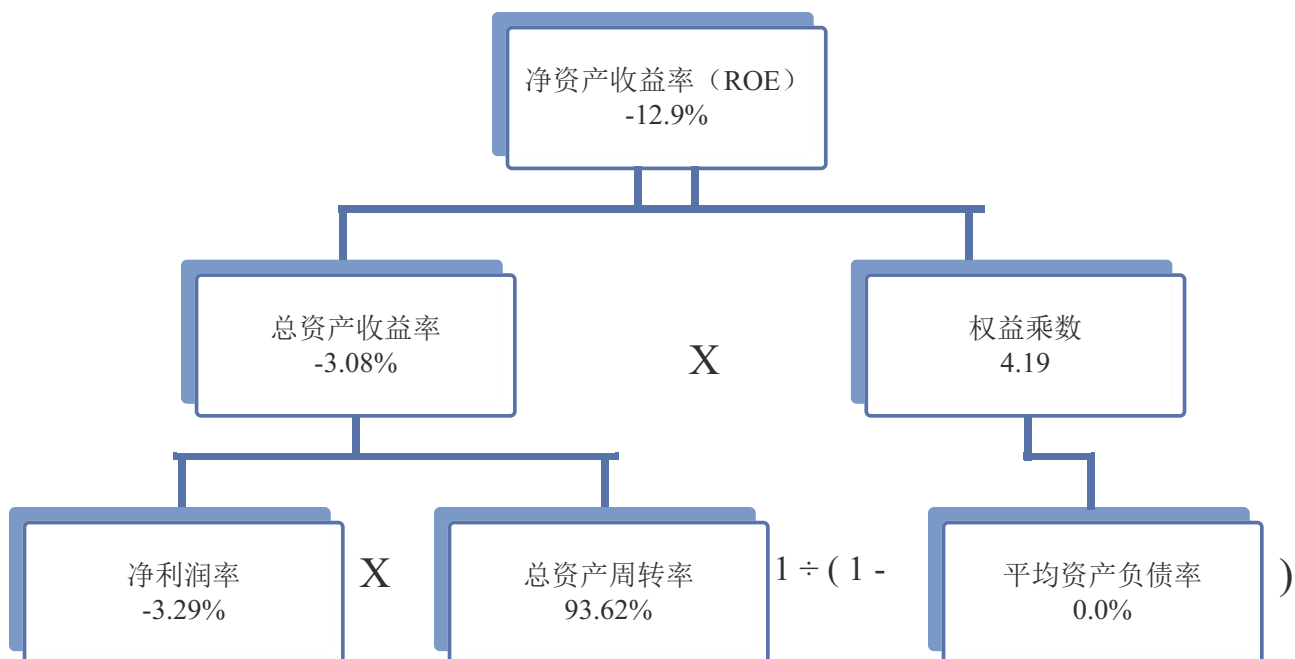 净资产收益率（ROE）
-12.9%
总资产收益率
-3.08%
X
权益乘数
4.19
净利润率
-3.29%
X
总资产周转率
93.62%
1 ÷ ( 1 -
平均资产负债率
0.0%
)